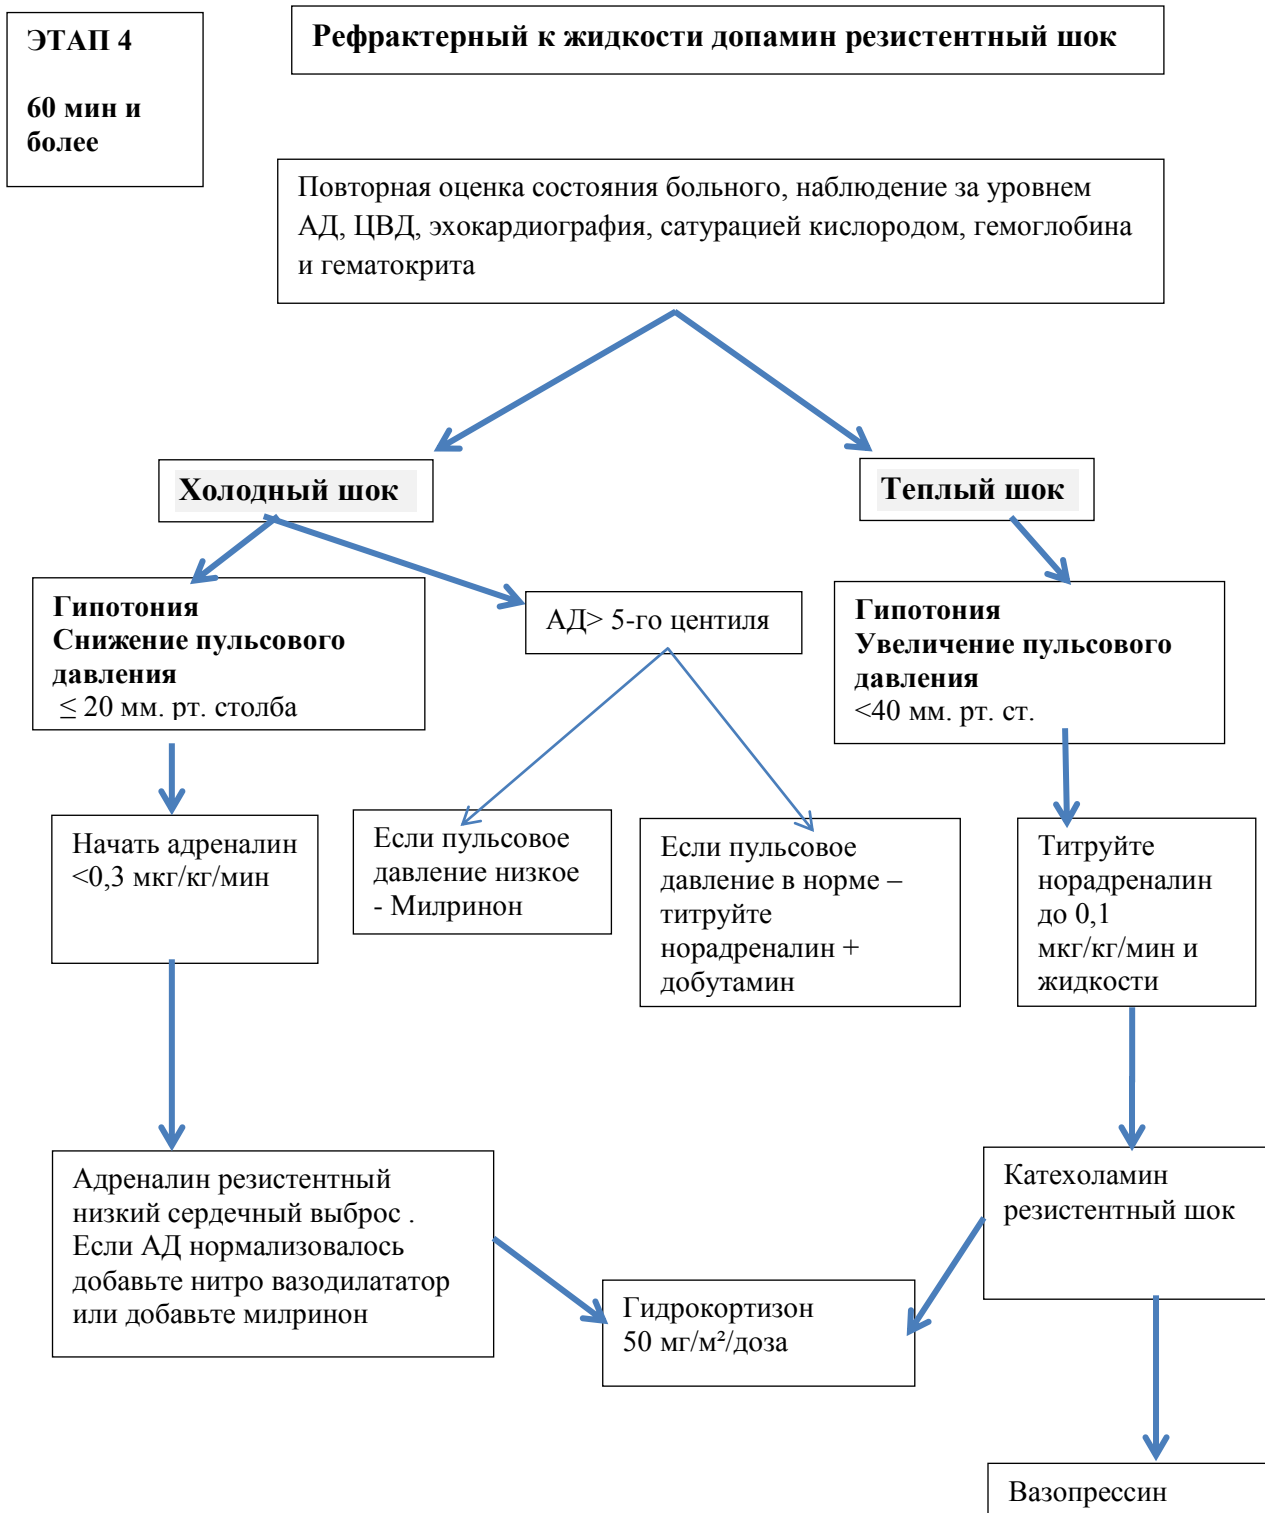 ЭТАП 4
60 мин и
более
Рефрактерный к жидкости допамин резистентный шок
Повторная оценка состояния больного, наблюдение за уровнем
АД, ЦВД, эхокардиография, сатурацией кислородом, гемоглобина
и гематокрита
Холодный шок
Теплый шок
Гипотония
Снижение пульсового
давления
≤ 20 мм. рт. столба
АД> 5-го центиля
Гипотония
Увеличение пульсового
давления
<40 мм. рт. ст.
Начать адреналин
<0,3 мкг/кг/мин
Если пульсовое
давление низкое
- Милринон
Если пульсовое
давление в норме –
титруйте
норадреналин +
добутамин
Титруйте
норадреналин
до 0,1
мкг/кг/мин и
жидкости
Адреналин резистентный
низкий сердечный выброс .
Если АД нормализовалось
добавьте нитро вазодилататор
или добавьте милринон
Гидрокортизон
50 мг/м²/доза
Катехоламин
резистентный шок
Вазопрессин